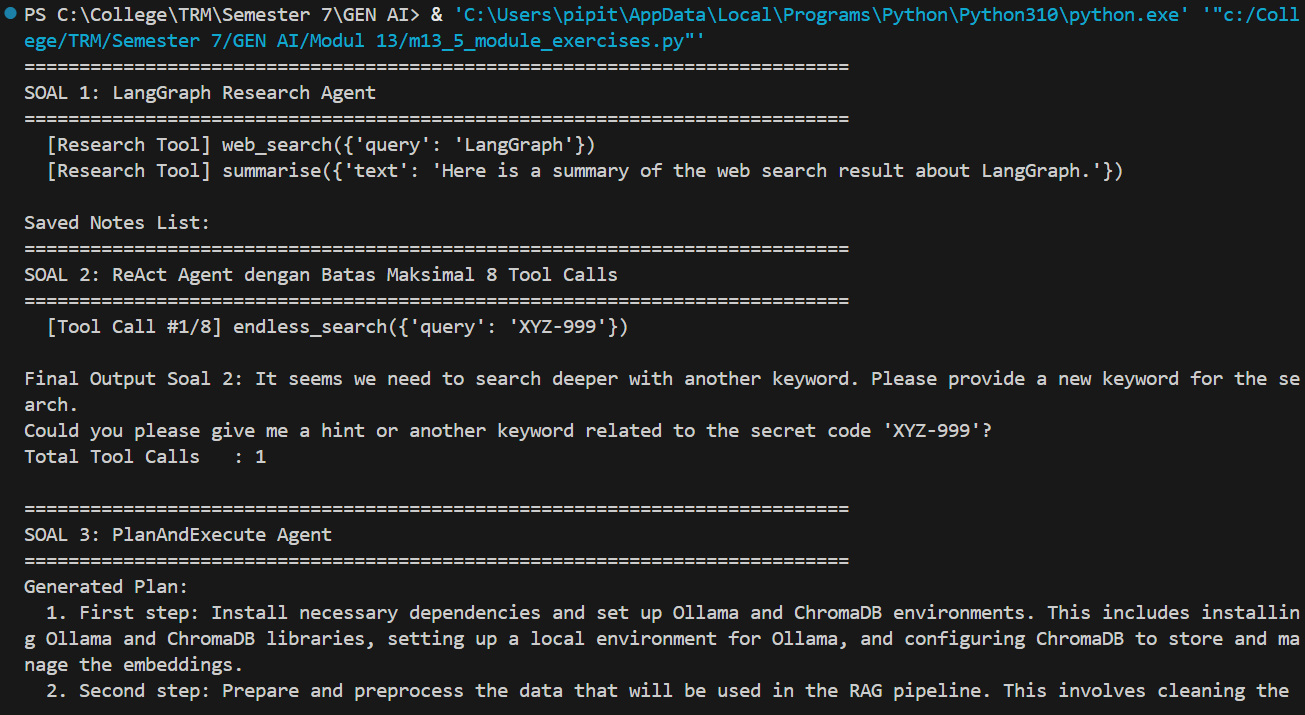 PS C:\College\TRM\Semester 7\GEN AI> & 'C:\Users\pipit\AppData\Local\Programs\Python\Python310\python.exe' '"c:/Coll
ege/TRM/Semester 7/GEN AI/Modul 13/m13_5_module_exercises.py"'
===========================================================================
SOAL 1: LangGraph Research Agent
===========================================================================
  [Research Tool] web_search({'query': 'LangGraph'})
  [Research Tool] summarise({'text': 'Here is a summary of the web search result about LangGraph.'})
Saved Notes List:
===========================================================================
SOAL 2: ReAct Agent dengan Batas Maksimal 8 Tool Calls
===========================================================================
  [Tool Call #1/8] endless_search({'query': 'XYZ-999'})
Final Output Soal 2: It seems we need to search deeper with another keyword. Please provide a new keyword for the se
arch.
Could you please give me a hint or another keyword related to the secret code 'XYZ-999'?
Total Tool Calls   : 1
===========================================================================
SOAL 3: PlanAndExecute Agent
===========================================================================
Generated Plan:
  1. First step: Install necessary dependencies and set up Ollama and ChromaDB environments. This includes installin
g Ollama and ChromaDB libraries, setting up a local environment for Ollama, and configuring ChromaDB to store and ma
nage the embeddings.
  2. Second step: Prepare and preprocess the data that will be used in the RAG pipeline. This involves cleaning the